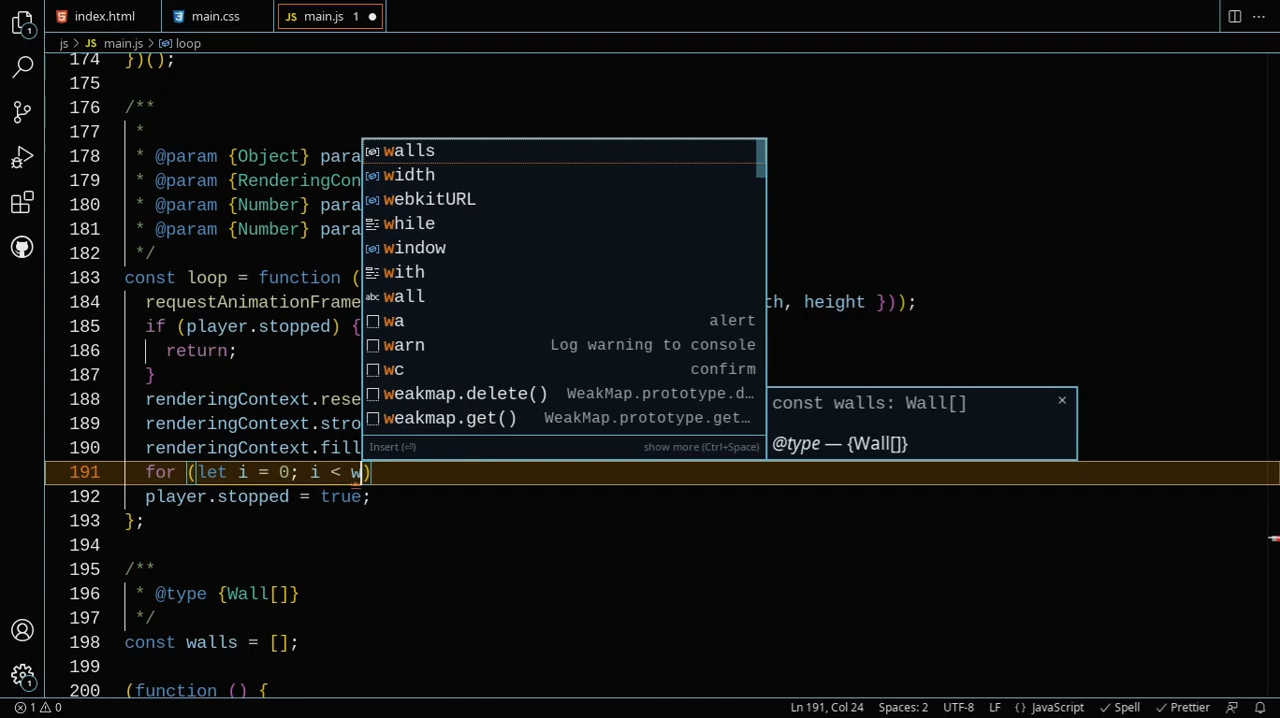 index.html
main.css
JS main.js 1
js > JS main.js > loop
174 })();
175
176 /**
177 *
178 * @param {Object} para
179 * @param {RenderingCon
180 * @param {Number} para
181 * @param {Number} para
182 */
183 const loop = function (
184 requestAnimationFrame th, height }));
185 if (player.stopped) {
186 return;
187 }
188 renderingContext.rese
189 renderingContext.stro
190 renderingContext.fill
191 for (let i = 0; i < w)
192 player.stopped = true;
193 };
194
195 /**
196 * @type {Wall[]}
197 */
198 const walls = [];
199
200 (function () {
walls
width
webkitURL
while
window
with
abc wall
wa alert
warn Log warning to console
wc confirm
weakmap.delete() WeakMap.prototype.d…
weakmap.get() WeakMap.prototype.get…
Insert (⏎) show more (Ctrl+Space)
const walls: Wall[] ×
@type — {Wall[]}
1
1
1 0 Ln 191, Col 24 Spaces: 2 UTF-8 LF {} JavaScript ✓ Spell ✓ Prettier